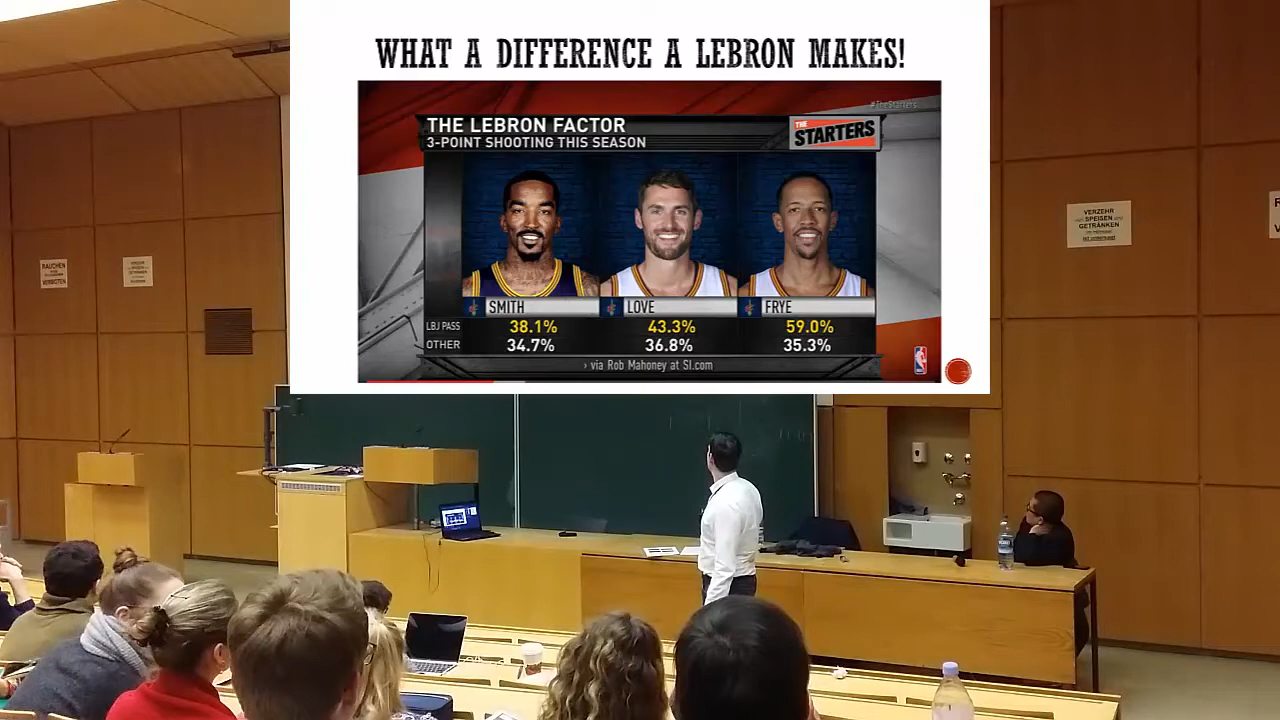 WHAT A DIFFERENCE A LEBRON MAKES!
#TheStarters
THE LEBRON FACTOR
3-POINT SHOOTING THIS SEASON
THE
STARTERS
SMITH
LOVE
FRYE
LBJ PASS
38.1%
43.3%
59.0%
OTHER
34.7%
36.8%
35.3%
› via Rob Mahoney at SI.com
RAUCHEN
VERBOTEN
VERZEHR
SPEISEN
GETRÄNKEN